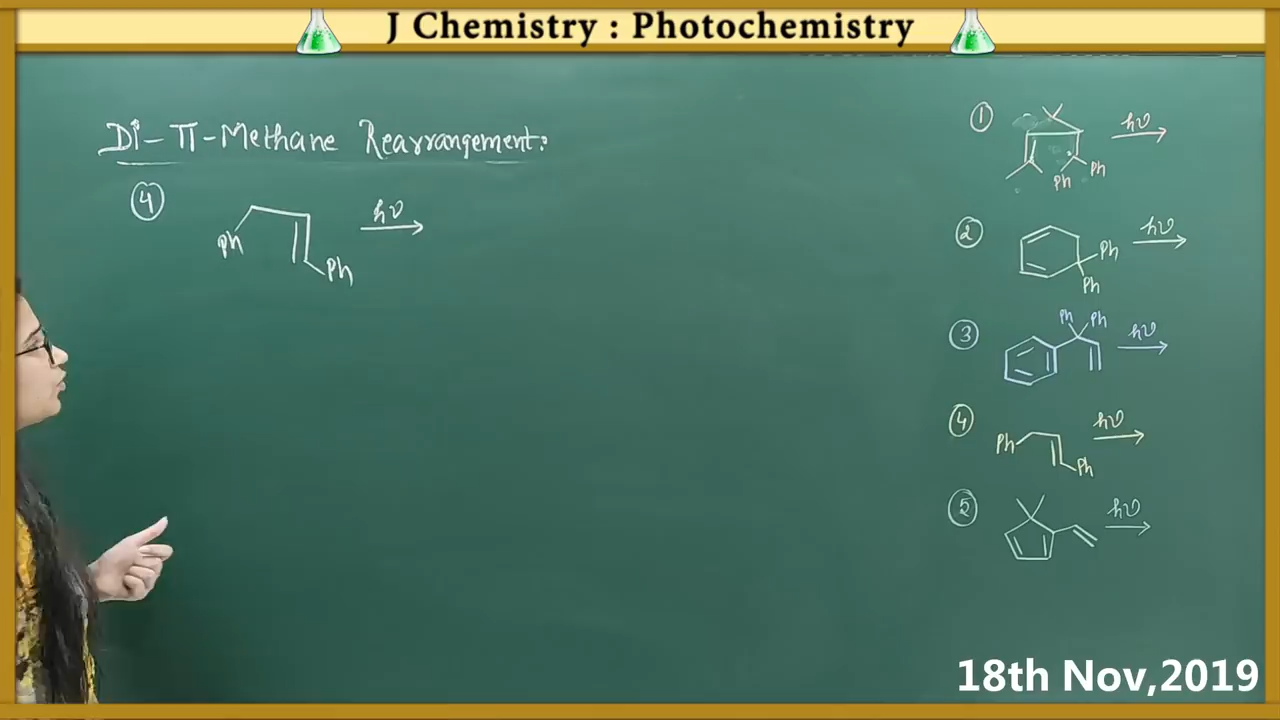 J Chemistry : Photochemistry
Di-π-Methane Rearrangement:
④
Ph
Ph
hν
①
Ph
Ph
hν
②
Ph
Ph
hν
③
Ph
Ph
hν
④
Ph
Ph
hν
⑤
hν
18th Nov,2019